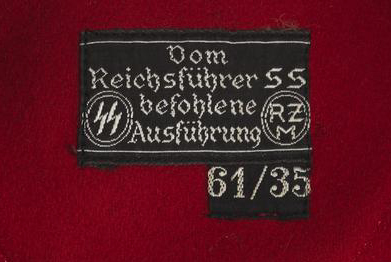 Vom
Reichsführer SS
befohlene
Ausführung
RZM
61/35